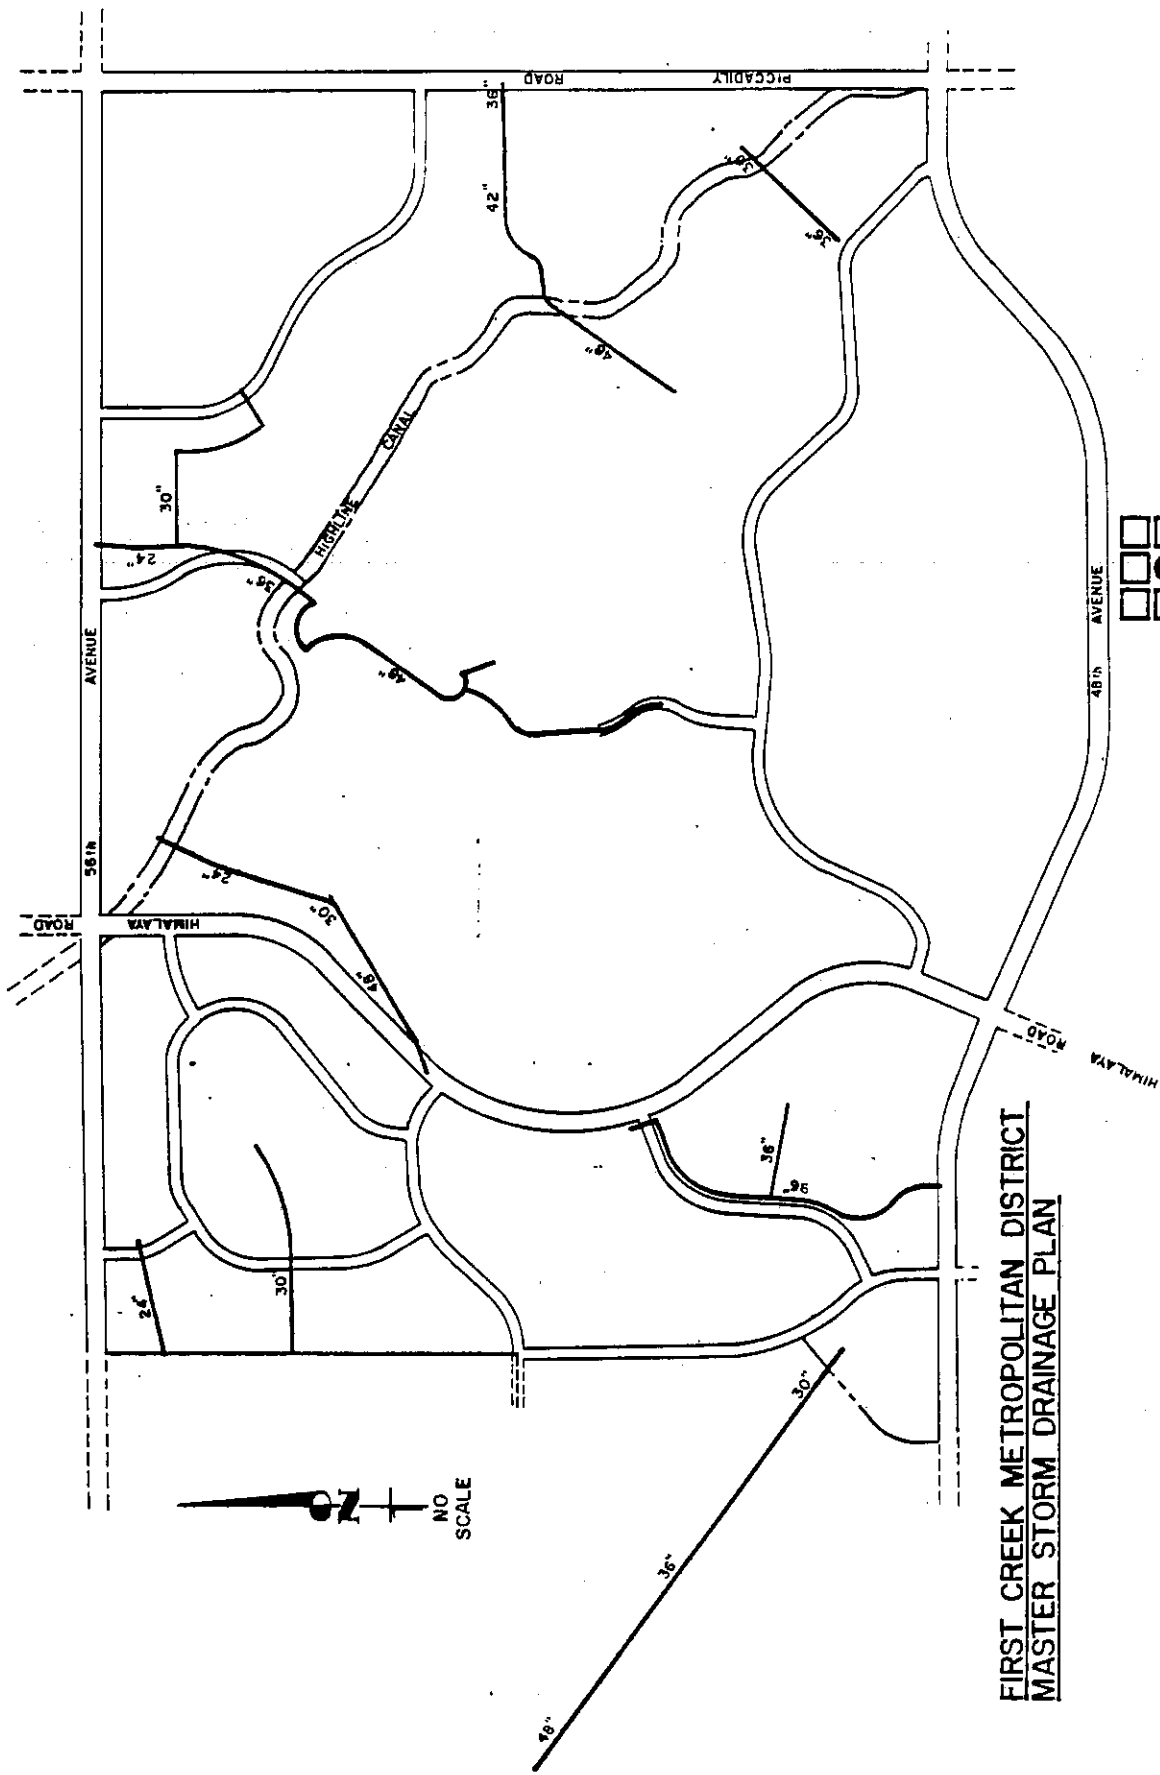 FIRST CREEK METROPOLITAN DISTRICT
MASTER STORM DRAINAGE PLAN
NO
SCALE
N
56th
AVENUE
ROAD
HIMALAYA
HIGHLINE
CANAL
PICCADILY
ROAD
48th
AVENUE
HIMALAYA
ROAD
24"
30"
36"
48"
24"
30"
48"
36"
42"
48"
36"
36"
30"
36"
96"
30"
36"
48"